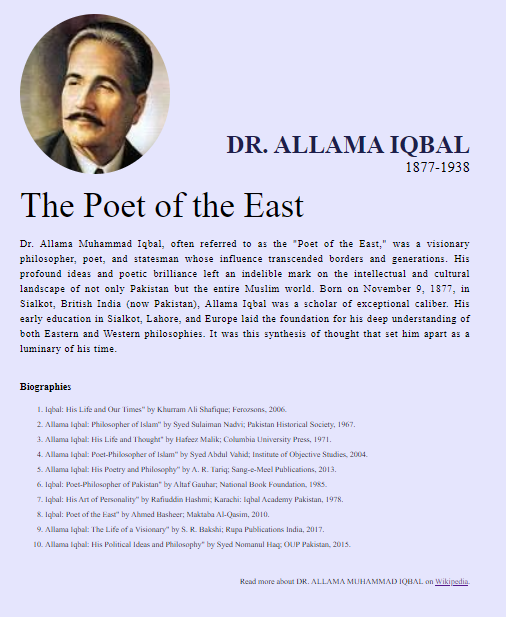 DR. ALLAMA IQBAL
1877-1938
The Poet of the East
Dr. Allama Muhammad Iqbal, often referred to as the "Poet of the East," was a visionary
philosopher, poet, and statesman whose influence transcended borders and generations. His
profound ideas and poetic brilliance left an indelible mark on the intellectual and cultural
landscape of not only Pakistan but the entire Muslim world. Born on November 9, 1877, in
Sialkot, British India (now Pakistan), Allama Iqbal was a scholar of exceptional caliber. His
early education in Sialkot, Lahore, and Europe laid the foundation for his deep understanding of
both Eastern and Western philosophies. It was this synthesis of thought that set him apart as a
luminary of his time.
Biographies
1. Iqbal: His Life and Our Times" by Khurram Ali Shafique; Ferozsons, 2006.
2. Allama Iqbal: Philosopher of Islam" by Syed Sulaiman Nadvi; Pakistan Historical Society, 1967.
3. Allama Iqbal: His Life and Thought" by Hafeez Malik; Columbia University Press, 1971.
4. Allama Iqbal: Poet-Philosopher of Islam" by Syed Abdul Vahid; Institute of Objective Studies, 2004.
5. Allama Iqbal: His Poetry and Philosophy" by A. R. Tariq; Sang-e-Meel Publications, 2013.
6. Iqbal: Poet-Philosopher of Pakistan" by Altaf Gauhar; National Book Foundation, 1985.
7. Iqbal: His Art of Personality" by Rafiuddin Hashmi; Karachi: Iqbal Academy Pakistan, 1978.
8. Iqbal: Poet of the East" by Ahmed Basheer; Maktaba Al-Qasim, 2010.
9. Allama Iqbal: The Life of a Visionary" by S. R. Bakshi; Rupa Publications India, 2017.
10. Allama Iqbal: His Political Ideas and Philosophy" by Syed Nomanul Haq; OUP Pakistan, 2015.
Read more about DR. ALLAMA MUHAMMAD IQBAL on Wikipedia.